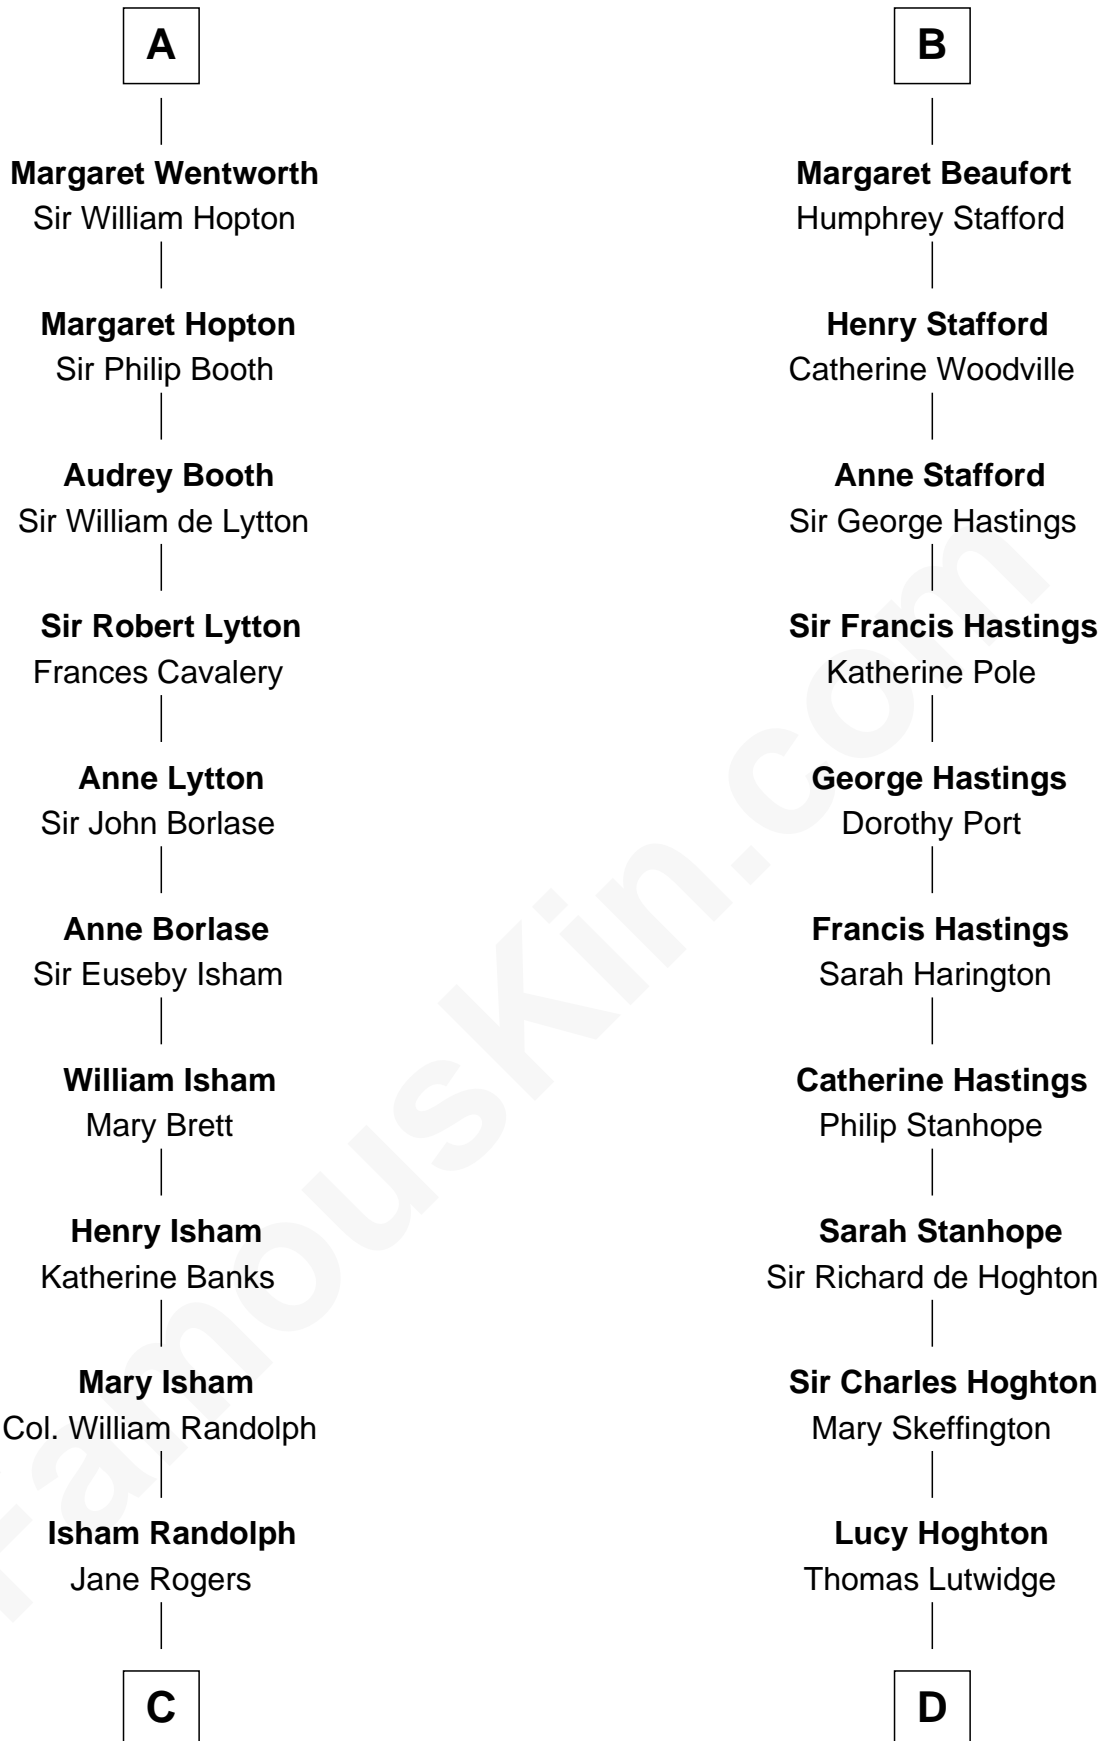 A
Margaret Wentworth
Sir William Hopton
Margaret Hopton
Sir Philip Booth
Audrey Booth
Sir William de Lytton
Sir Robert Lytton
Frances Cavalery
Anne Lytton
Sir John Borlase
Anne Borlase
Sir Euseby Isham
William Isham
Mary Brett
Henry Isham
Katherine Banks
Mary Isham
Col. William Randolph
Isham Randolph
Jane Rogers
C
B
Margaret Beaufort
Humphrey Stafford
Henry Stafford
Catherine Woodville
Anne Stafford
Sir George Hastings
Sir Francis Hastings
Katherine Pole
George Hastings
Dorothy Port
Francis Hastings
Sarah Harington
Catherine Hastings
Philip Stanhope
Sarah Stanhope
Sir Richard de Hoghton
Sir Charles Hoghton
Mary Skeffington
Lucy Hoghton
Thomas Lutwidge
D
FamousKin.com